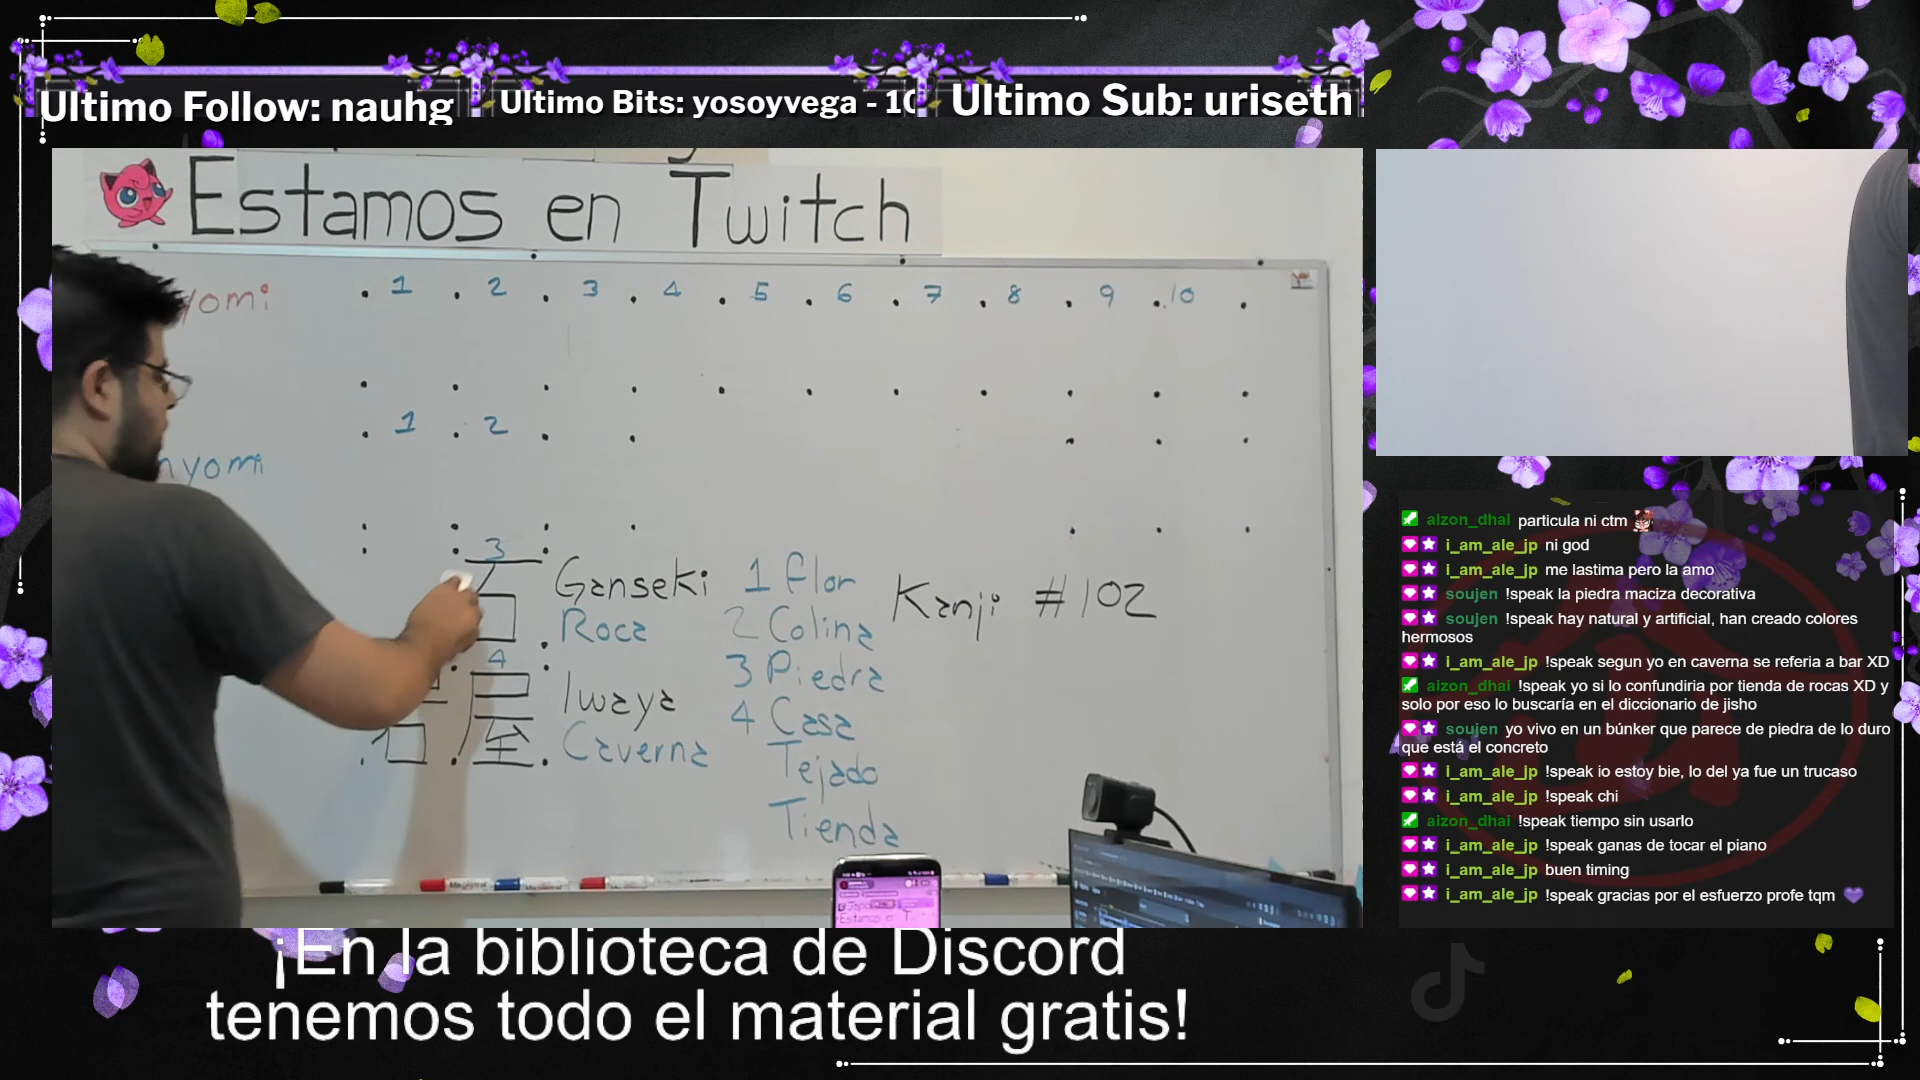 Ultimo Follow: nauhg
Ultimo Bits: yosoyvega - 10
Ultimo Sub: uriseth
Estamos en Twitch
yomi
. 1 . 2 . 3 . 4 . 5 . 6 . 7 . 8 . 9 . 10 .
1 2
nyomi
3
石 Ganseki
Roca
4
屋 Iwaya
Caverna
1 flor
2 Colina
3 Piedra
4 Casa
Tejado
Tienda
Kanji #102
aizon_dhai particula ni ctm
i_am_ale_jp ni god
i_am_ale_jp me lastima pero la amo
soujen !speak la piedra maciza decorativa
soujen !speak hay natural y artificial, han creado colores
hermosos
i_am_ale_jp !speak segun yo en caverna se referia a bar XD
aizon_dhai !speak yo si lo confundiria por tienda de rocas XD y
solo por eso lo buscaría en el diccionario de jisho
soujen yo vivo en un búnker que parece de piedra de lo duro
que está el concreto
i_am_ale_jp !speak io estoy bie, lo del ya fue un trucaso
i_am_ale_jp !speak chi
aizon_dhai !speak tiempo sin usarlo
i_am_ale_jp !speak ganas de tocar el piano
i_am_ale_jp buen timing
i_am_ale_jp !speak gracias por el esfuerzo profe tqm
¡En la biblioteca de Discord
tenemos todo el material gratis!